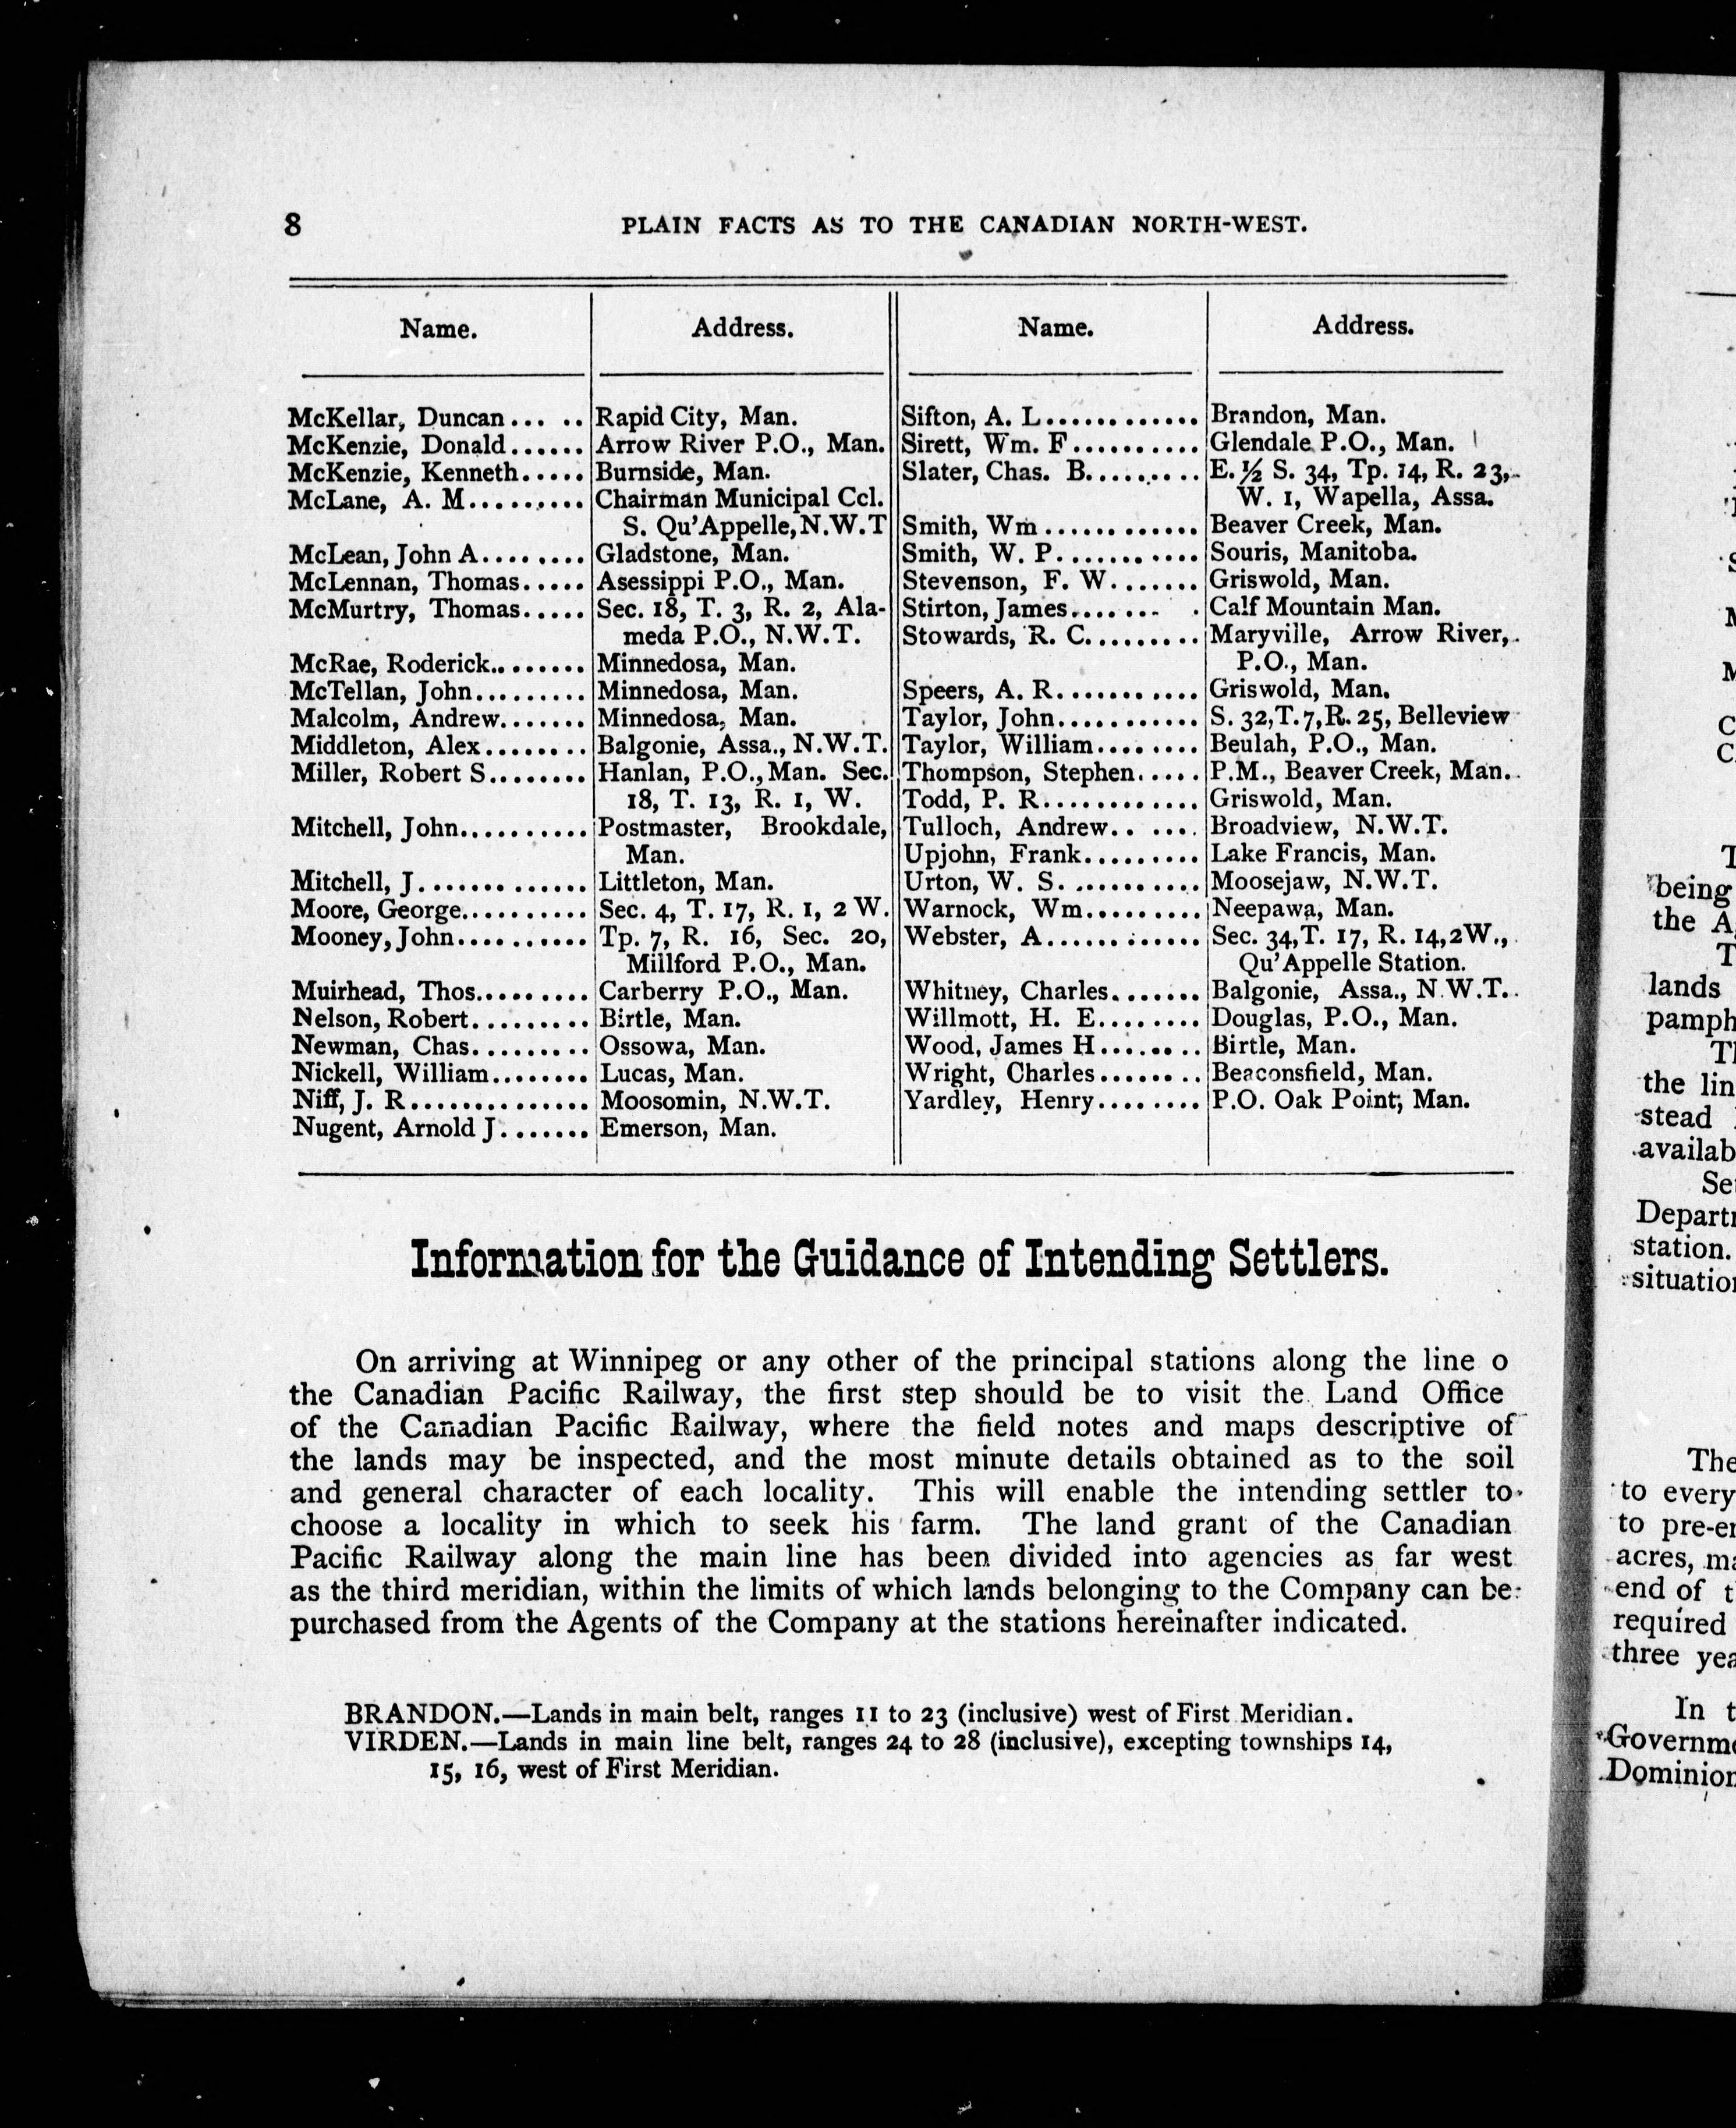 8 PLAIN FACTS AS TO THE CANADIAN NORTH-WEST.
Name. Address. Name. Address.
McKellar, Duncan... .. Rapid City, Man.
McKenzie, Donald...... Arrow River P.O., Man.
McKenzie, Kenneth..... Burnside, Man.
McLane, A. M.......... Chairman Municipal Ccl.
S. Qu'Appelle, N.W.T
McLean, John A........ Gladstone, Man.
McLennan, Thomas..... Asessippi P.O., Man.
McMurtry, Thomas..... Sec. 18, T. 3, R. 2, Ala-
meda P.O., N.W.T.
McRae, Roderick........ Minnedosa, Man.
McTellan, John......... Minnedosa, Man.
Malcolm, Andrew....... Minnedosa, Man.
Middleton, Alex........ Balgonie, Assa., N.W.T.
Miller, Robert S........ Hanlan, P.O., Man. Sec.
18, T. 13, R. 1, W.
Mitchell, John.......... Postmaster, Brookdale,
Man.
Mitchell, J............. Littleton, Man.
Moore, George.......... Sec. 4, T. 17, R. 1, 2 W.
Mooney, John........... Tp. 7, R. 16, Sec. 20,
Millford P.O., Man.
Muirhead, Thos......... Carberry P.O., Man.
Nelson, Robert......... Birtle, Man.
Newman, Chas......... Ossowa, Man.
Nickell, William........ Lucas, Man.
Niff, J. R.............. Moosomin, N.W.T.
Nugent, Arnold J....... Emerson, Man.
Sifton, A. L............ Brandon, Man.
Sirett, Wm. F.......... Glendale P.O., Man.
Slater, Chas. B......... E. ½ S. 34, Tp. 14, R. 23,
W. 1, Wapella, Assa.
Smith, Wm............ Beaver Creek, Man.
Smith, W. P........... Souris, Manitoba.
Stevenson, F. W....... Griswold, Man.
Stirton, James....... . Calf Mountain Man.
Stowards, R. C......... Maryville, Arrow River,
P.O., Man.
Speers, A. R........... Griswold, Man.
Taylor, John........... S. 32, T. 7, R. 25, Belleview
Taylor, William........ Beulah, P.O., Man.
Thompson, Stephen..... P.M., Beaver Creek, Man.
Todd, P. R............ Griswold, Man.
Tulloch, Andrew.. .... Broadview, N.W.T.
Upjohn, Frank......... Lake Francis, Man.
Urton, W. S. .......... Moosejaw, N.W.T.
Warnock, Wm......... Neepawa, Man.
Webster, A............ Sec. 34, T. 17, R. 14, 2W.,
Qu'Appelle Station.
Whitney, Charles....... Balgonie, Assa., N.W.T.
Willmott, H. E........ Douglas, P.O., Man.
Wood, James H........ Birtle, Man.
Wright, Charles........ Beaconsfield, Man.
Yardley, Henry........ P.O. Oak Point, Man.
Information for the Guidance of Intending Settlers.
On arriving at Winnipeg or any other of the principal stations along the line o
the Canadian Pacific Railway, the first step should be to visit the Land Office
of the Canadian Pacific Railway, where the field notes and maps descriptive of
the lands may be inspected, and the most minute details obtained as to the soil
and general character of each locality. This will enable the intending settler to
choose a locality in which to seek his farm. The land grant of the Canadian
Pacific Railway along the main line has been divided into agencies as far west
as the third meridian, within the limits of which lands belonging to the Company can be
purchased from the Agents of the Company at the stations hereinafter indicated.
BRANDON.—Lands in main belt, ranges 11 to 23 (inclusive) west of First Meridian.
VIRDEN.—Lands in main line belt, ranges 24 to 28 (inclusive), excepting townships 14,
15, 16, west of First Meridian.
being
the
lands
the
stead
station.
The
to every
acres,
end of
required
three
In